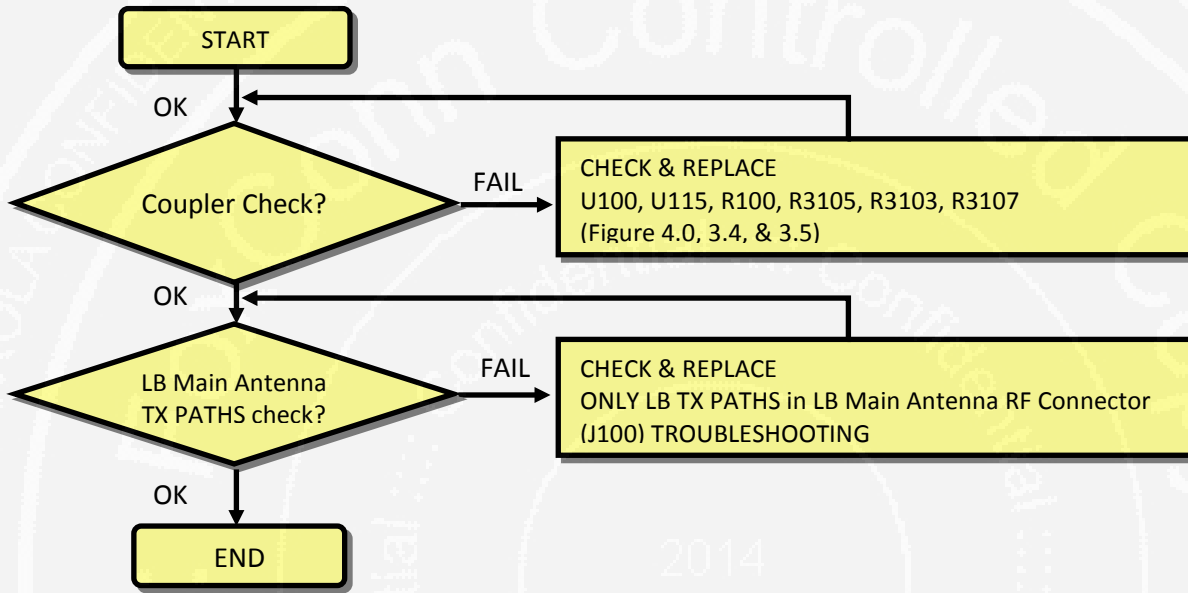 START
OK
Coupler Check?
FAIL
CHECK & REPLACE
U100, U115, R100, R3105, R3103, R3107
(Figure 4.0, 3.4, & 3.5)
OK
LB Main Antenna
TX PATHS check?
FAIL
CHECK & REPLACE
ONLY LB TX PATHS in LB Main Antenna RF Connector
(J100) TROUBLESHOOTING
OK
END
2014